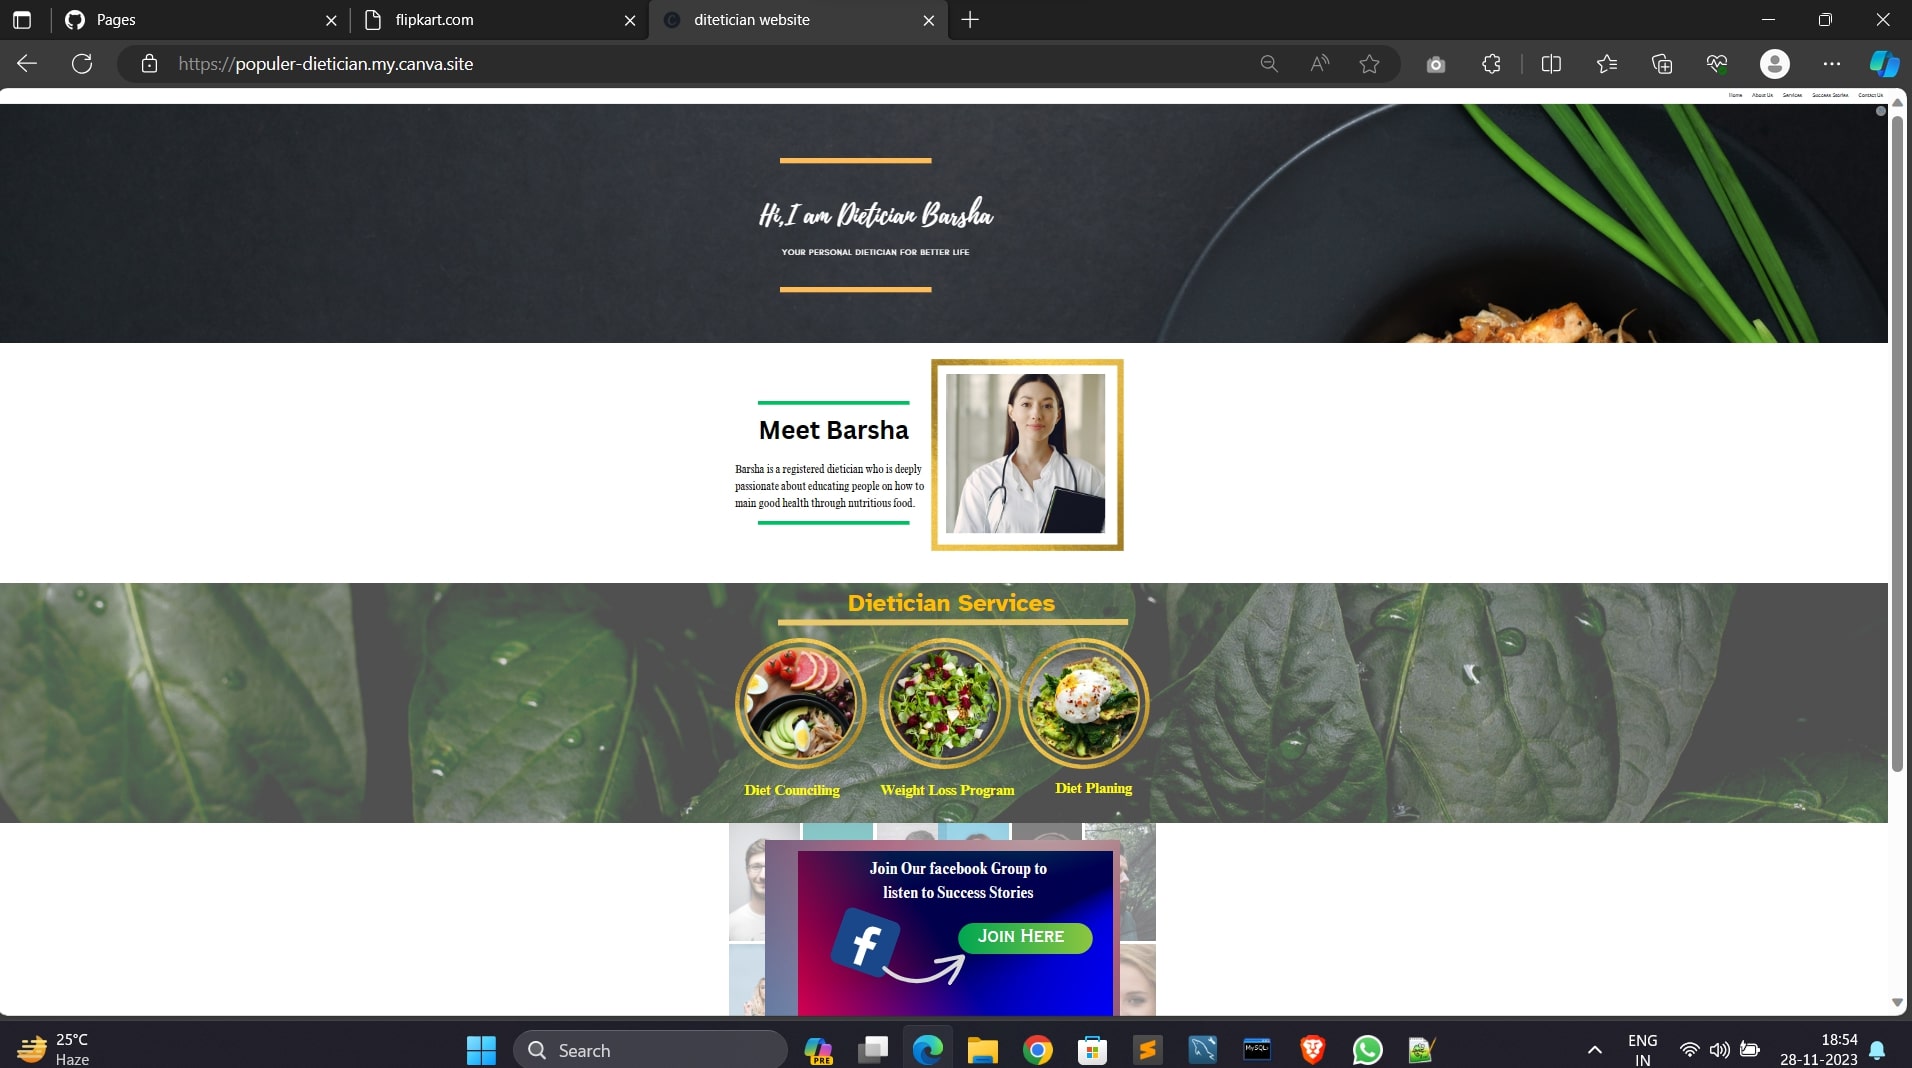 Pages
flipkart.com
ditetician website
https://populer-dietician.my.canva.site
Home About Us Services Success Stories Contact Us
Hi,I am Dietician Barsha
YOUR PERSONAL DIETICIAN FOR BETTER LIFE
Meet Barsha
Barsha is a registered dietician who is deeply
passionate about educating people on how to
main good health through nutritious food.
Dietician Services
Diet Counciling Weight Loss Program Diet Planing
Join Our facebook Group to
listen to Success Stories
f
JOIN HERE
25°C
Haze
Search
PRE
MySQL
ENG
IN
18:54
28-11-2023